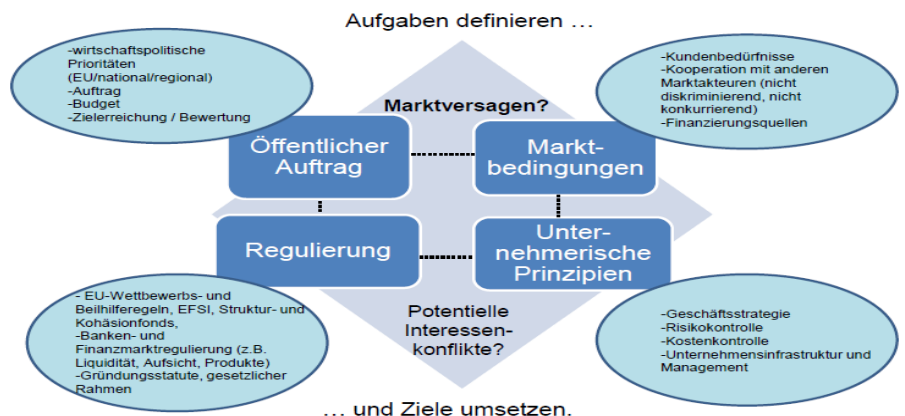 Aufgaben definieren ...
-wirtschaftspolitische
Prioritäten
(EU/national/regional)
-Auftrag
-Budget
-Zielerreichung / Bewertung
-Kundenbedürfnisse
-Kooperation mit anderen
Marktakteuren (nicht
diskriminierend, nicht
konkurrierend)
-Finanzierungsquellen
Marktversagen?
Öffentlicher
Auftrag
Markt-
bedingungen
Regulierung
Unter-
nehmerische
Prinzipien
- EU-Wettbewerbs- und
Beilhilferegeln, EFSI, Struktur- und
Kohäsionfonds,
-Banken- und
Finanzmarktregulierung (z.B.
Liquidität, Aufsicht, Produkte)
-Gründungsstatute, gesetzlicher
Rahmen
Potentielle
Interessen-
konflikte?
-Geschäftsstrategie
-Risikokontrolle
-Kostenkontrolle
-Unternehmensinfrastruktur und
Management
... und Ziele umsetzen.